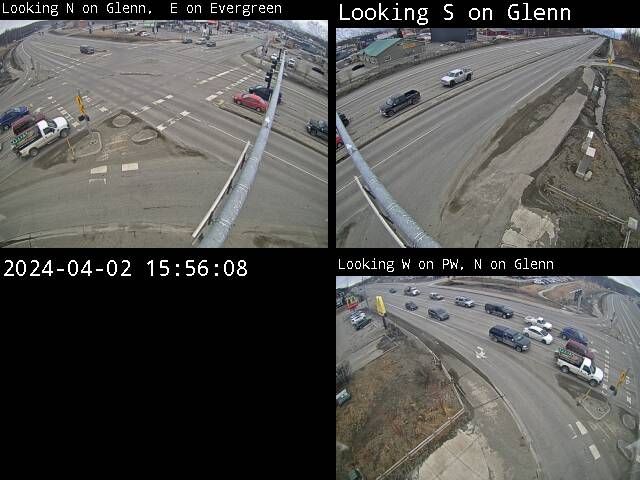 Looking N on Glenn,  E on Evergreen
Looking S on Glenn
2024-04-02 15:56:08
Looking W on PW, N on Glenn